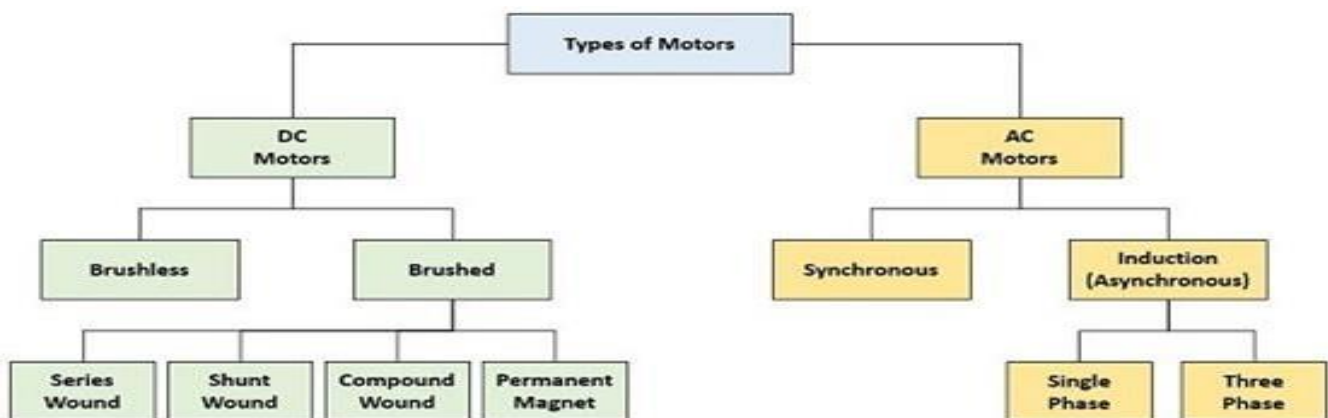 Types of Motors
DC
Motors
AC
Motors
Brushless
Brushed
Synchronous
Induction
(Asynchronous)
Series
Wound
Shunt
Wound
Compound
Wound
Permanent
Magnet
Single
Phase
Three
Phase